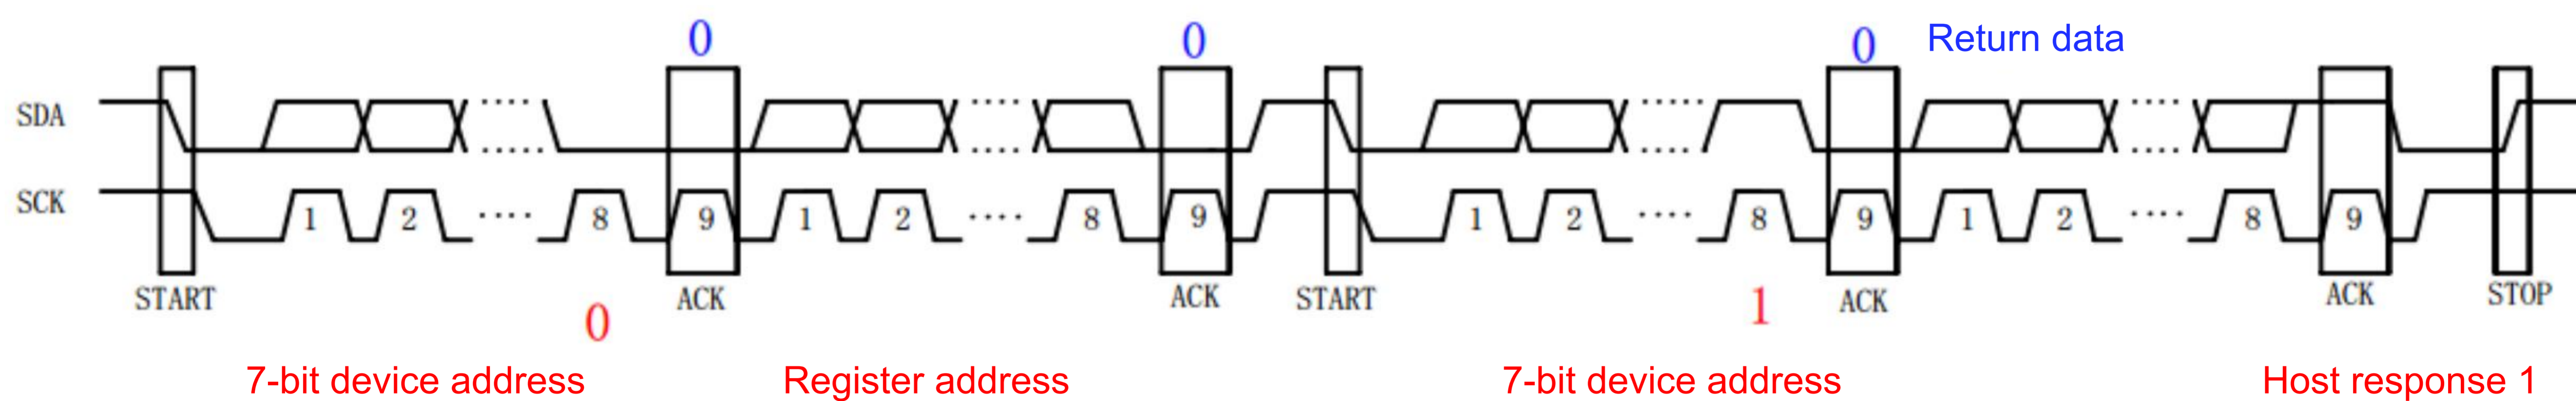 0 0 0 Return data
SDA
SCK 1 2 8 9 1 2 8 9 1 2 8 9 1 2 8 9
START ACK ACK START ACK ACK STOP
0 1
7-bit device address Register address 7-bit device address Host response 1